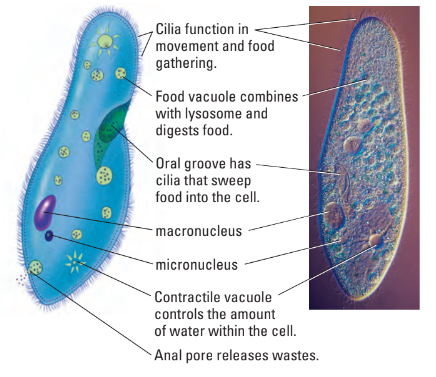 Cilia function in
movement and food
gathering.
Food vacuole combines
with lysosome and
digests food.
Oral groove has
cilia that sweep
food into the cell.
macronucleus
micronucleus
Contractile vacuole
controls the amount
of water within the cell.
Anal pore releases wastes.